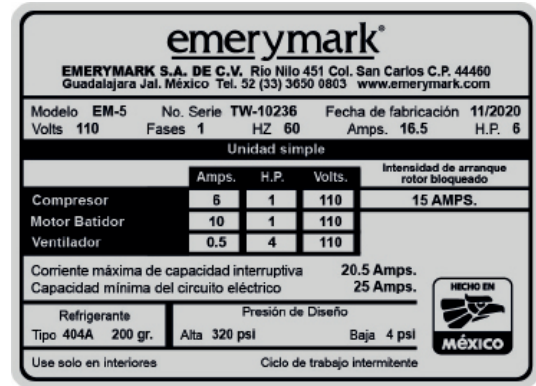 emerymark®
EMERYMARK S.A. DE C.V. Río Nilo 451 Col. San Carlos C.P. 44460
Guadalajara Jal. México Tel. 52 (33) 3650 0803 www.emerymark.com
Modelo EM-5 No. Serie TW-10236 Fecha de fabricación 11/2020
Volts 110 Fases 1 HZ 60 Amps. 16.5 H.P. 6
Unidad simple
Amps. H.P. Volts. Intensidad de arranque
rotor bloqueado
Compresor 6 1 110 15 AMPS.
Motor Batidor 10 1 110
Ventilador 0.5 4 110
Corriente máxima de capacidad interruptiva 20.5 Amps.
Capacidad mínima del circuito eléctrico 25 Amps.
HECHO EN
MÉXICO
Refrigerante
Tipo 404A 200 gr.
Presión de Diseño
Alta 320 psi Baja 4 psi
Use solo en interiores Ciclo de trabajo intermitente